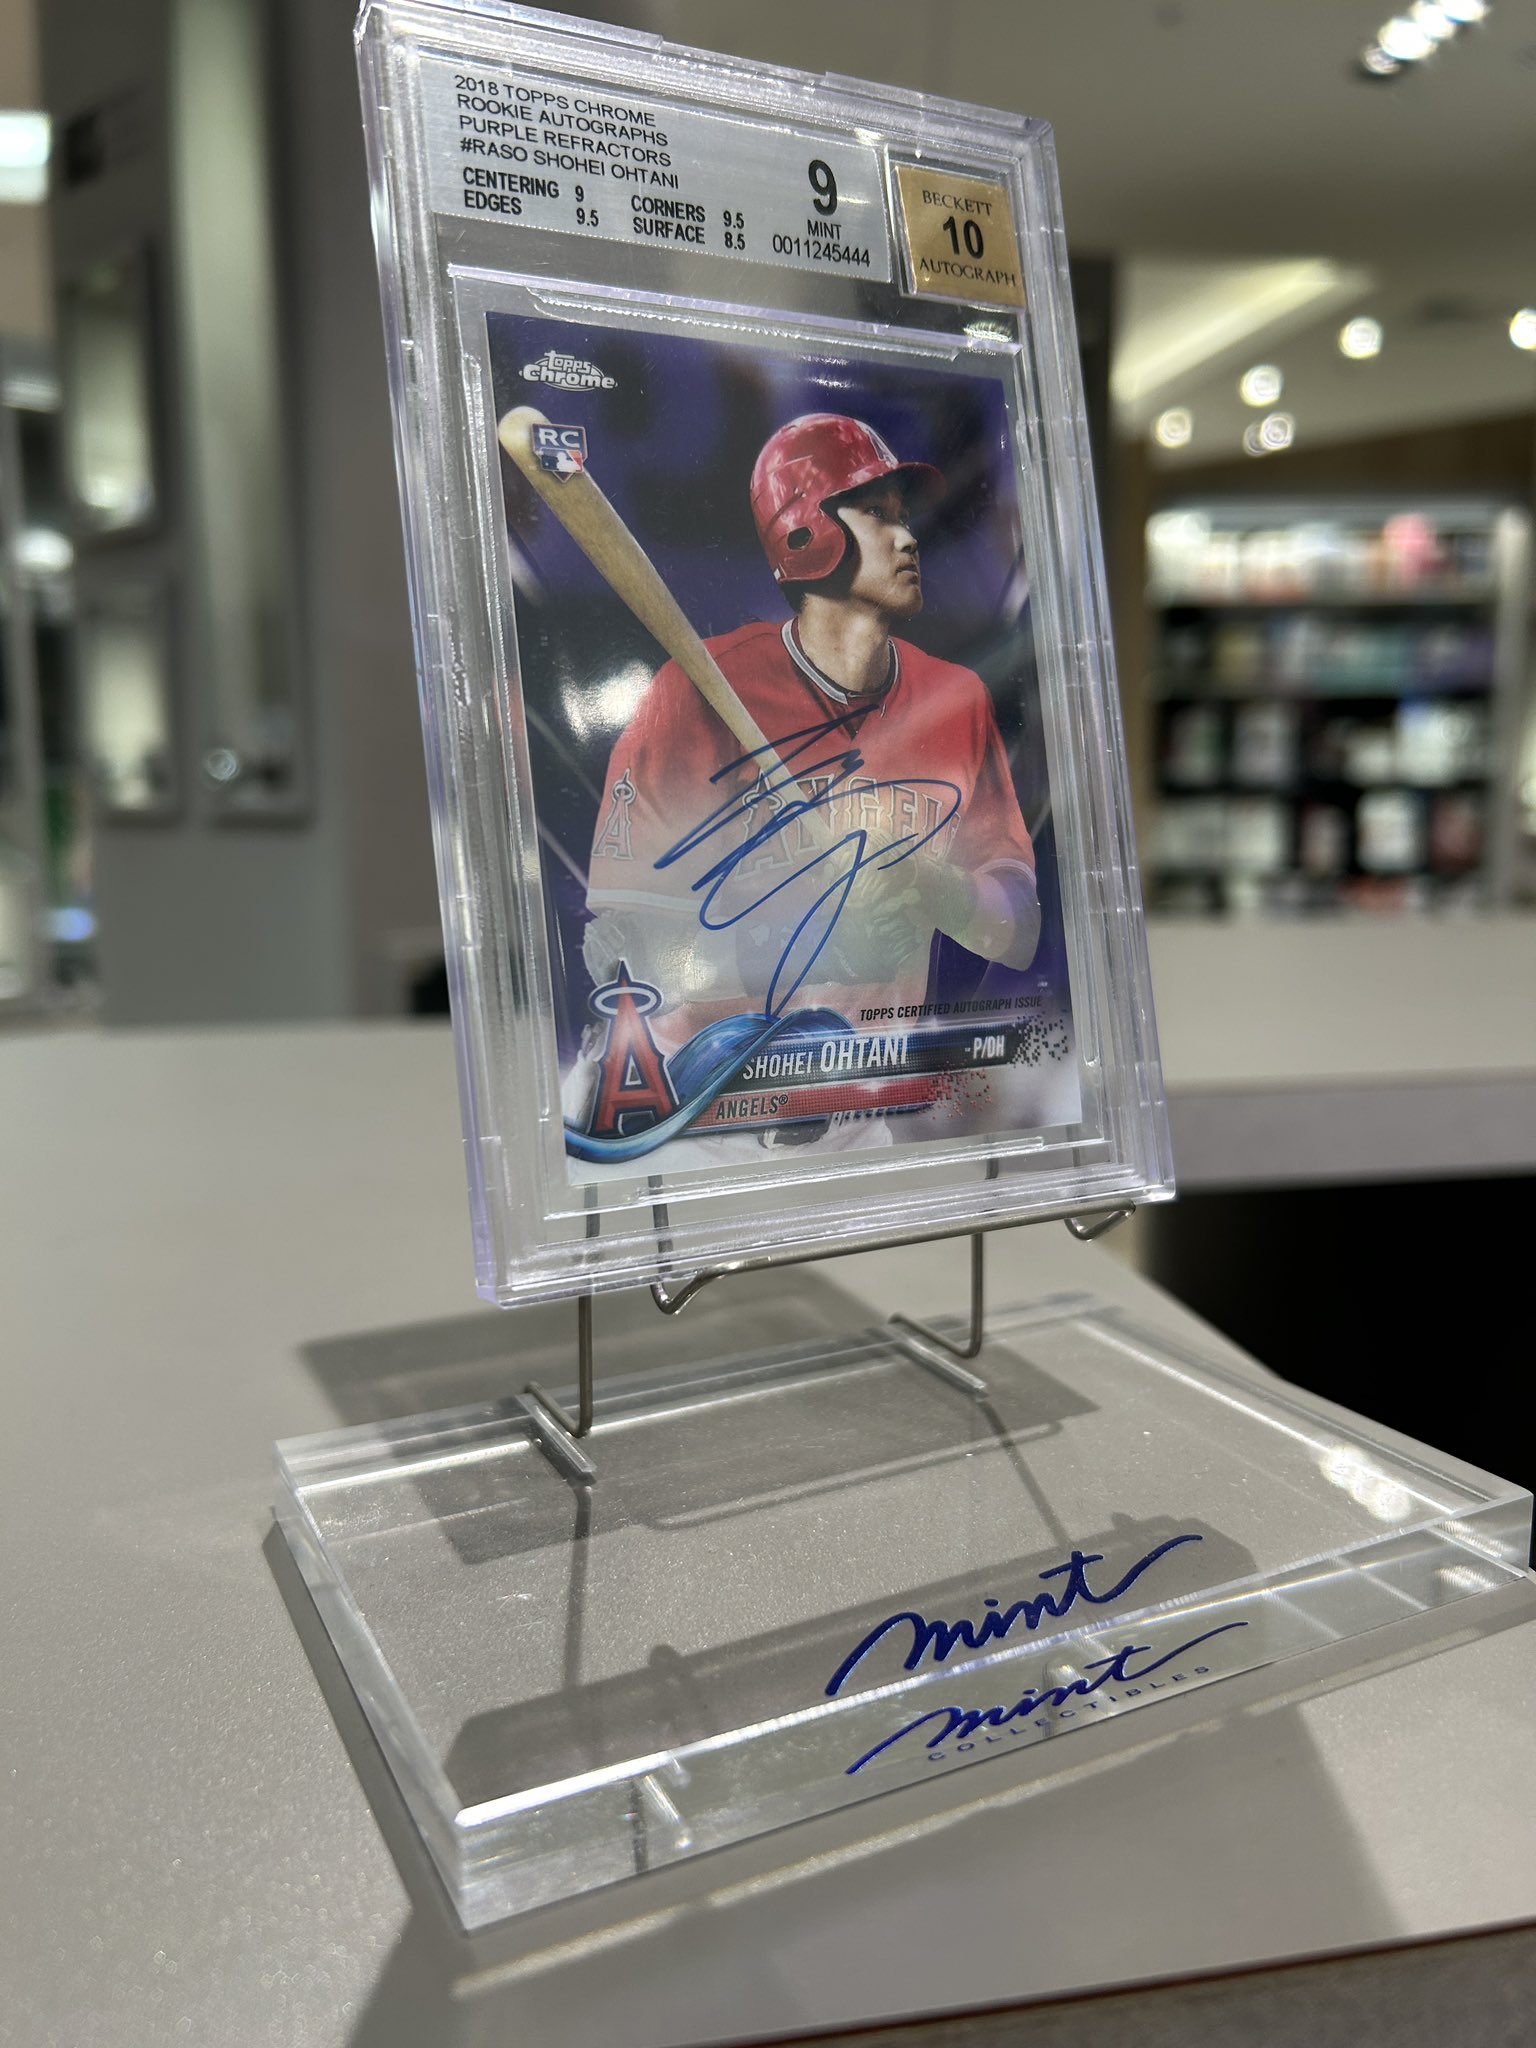 2018 TOPPS CHROME
ROOKIE AUTOGRAPHS
PURPLE REFRACTORS
#RASO SHOHEI OHTANI
CENTERING 9 CORNERS 9.5
EDGES 9.5 SURFACE 8.5
9
MINT
0011245444
BECKETT
10
AUTOGRAPH
Topps
Chrome
RC
A
ANGEL
A
TOPPS CERTIFIED AUTOGRAPH ISSUE
SHOHEI OHTANI - P/DH
ANGELS®
mint
mint
COLLECTIBLES